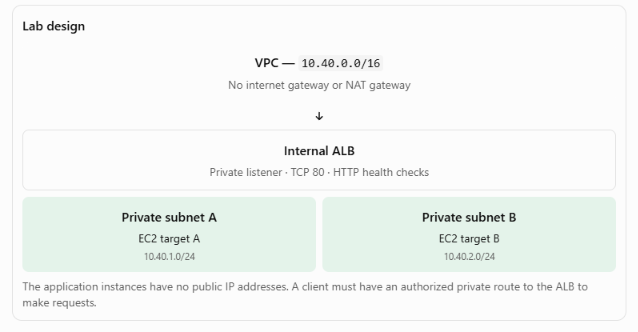 Lab design
VPC — 10.40.0.0/16
No internet gateway or NAT gateway
↓
Internal ALB
Private listener · TCP 80 · HTTP health checks
Private subnet A
EC2 target A
10.40.1.0/24
Private subnet B
EC2 target B
10.40.2.0/24
The application instances have no public IP addresses. A client must have an authorized private route to the ALB to
make requests.